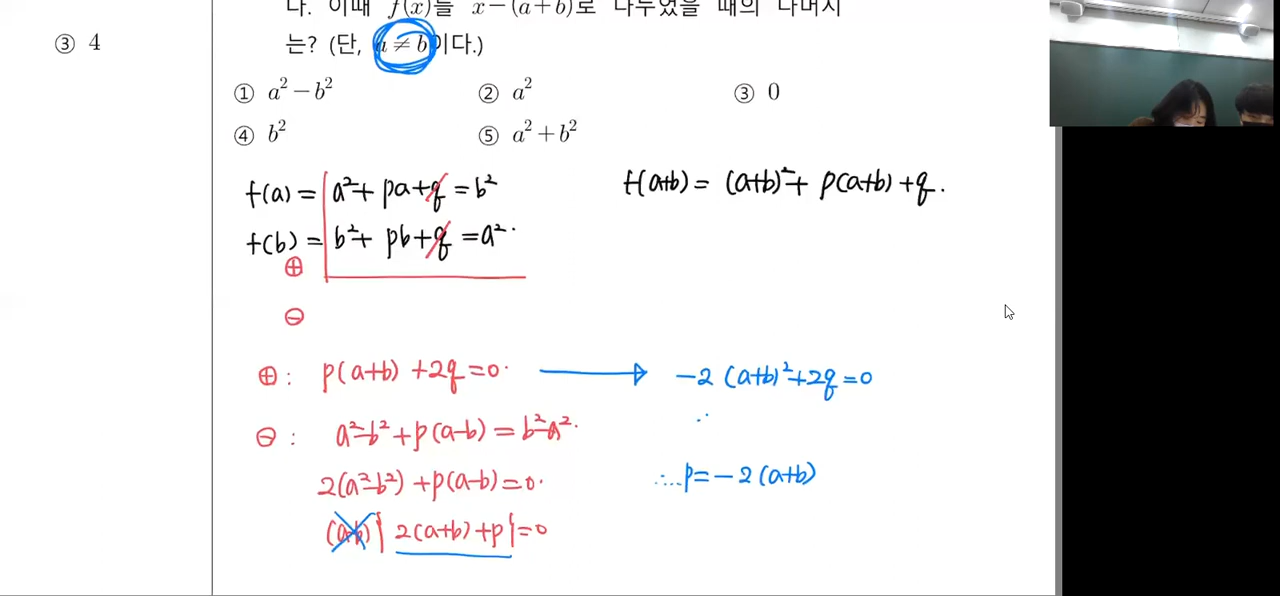 다. 이때 f(x)를 x-(a+b)로 나누었을 때의 나머지
는? (단, a≠b이다.)
③ 4
① a²-b² ② a² ③ 0
④ b² ⑤ a²+b²
f(a) = a²+pa+q = b²
f(b) = b²+pb+q = a².
⊕
⊖
f(a+b) = (a+b)²+ p(a+b)+q.
⊕: p(a+b)+2q=0. → -2(a+b)²+2q=0
⊖: a²-b²+p(a-b)=b²-a².
2(a²-b²)+p(a-b)=0.
(a-b){2(a+b)+p}=0
∴p=-2(a+b)